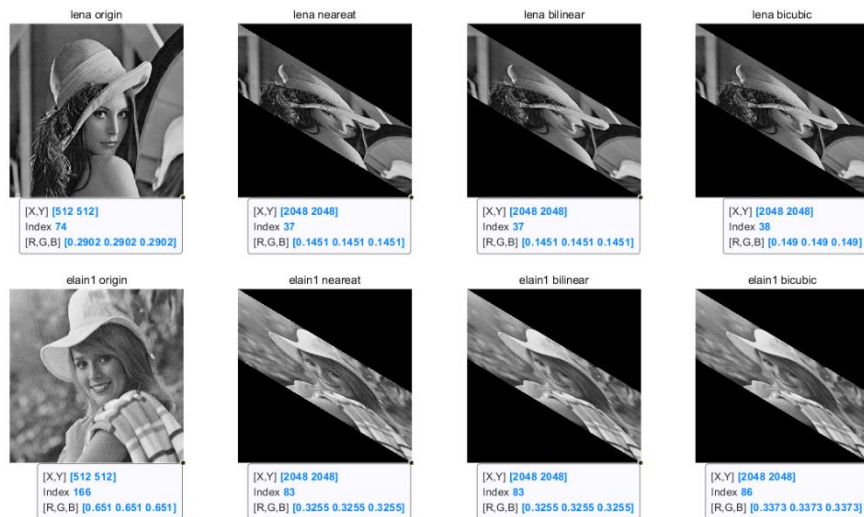 lena origin
lena neareat
lena bilinear
lena bicubic
[X,Y] [512 512]
Index 74
[R,G,B] [0.2902 0.2902 0.2902]
[X,Y] [2048 2048]
Index 37
[R,G,B] [0.1451 0.1451 0.1451]
[X,Y] [2048 2048]
Index 37
[R,G,B] [0.1451 0.1451 0.1451]
[X,Y] [2048 2048]
Index 38
[R,G,B] [0.149 0.149 0.149]
elain1 origin
elain1 neareat
elain1 bilinear
elain1 bicubic
[X,Y] [512 512]
Index 166
[R,G,B] [0.651 0.651 0.651]
[X,Y] [2048 2048]
Index 83
[R,G,B] [0.3255 0.3255 0.3255]
[X,Y] [2048 2048]
Index 83
[R,G,B] [0.3255 0.3255 0.3255]
[X,Y] [2048 2048]
Index 86
[R,G,B] [0.3373 0.3373 0.3373]